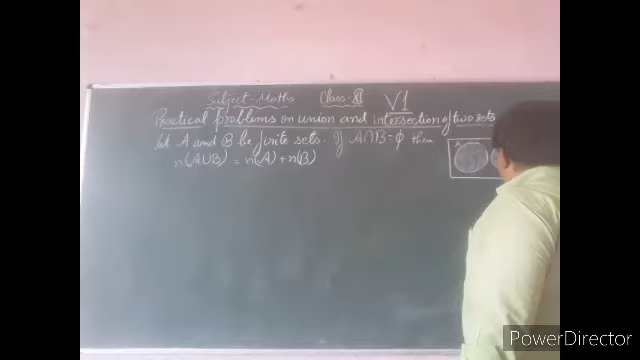 Subject-Maths Class-XI V1
Practical problems on union and intersection of two sets
Let A and B be finite sets. If A∩B=ϕ then
n(A∪B) = n(A) + n(B)
A
PowerDirector